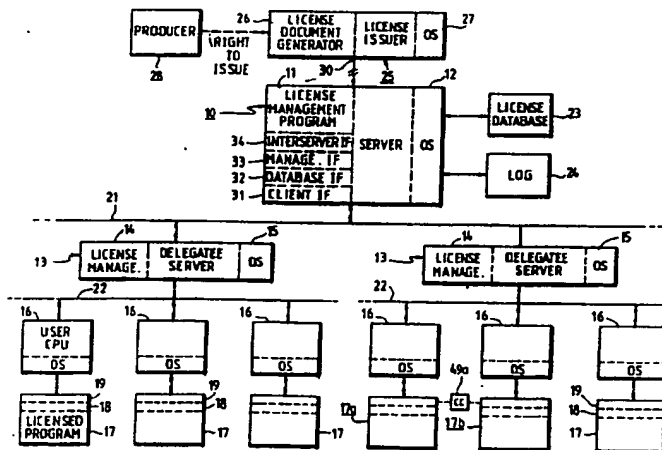 26 LICENSE DOCUMENT GENERATOR LICENSE ISSUER OS 27
PRODUCER
28
RIGHT TO ISSUE
30 25
11 12
10
LICENSE MANAGEMENT PROGRAM
SERVER
OS
34 INTERSERVER IF
33 MANAGE. IF
32 DATABASE IF
31 CLIENT IF
LICENSE DATABASE
23
LOG
24
21
14 15
13 LICENSE MANAGE. DELEGATEE SERVER OS
14 15
13 LICENSE MANAGE. DELEGATEE SERVER OS
22 22
16 16 16 16 16 16
USER CPU
OS OS OS OS OS OS
49a
CC
19 19 19
18 18 18
LICENSED PROGRAM
17 17 17 17a 17b 17